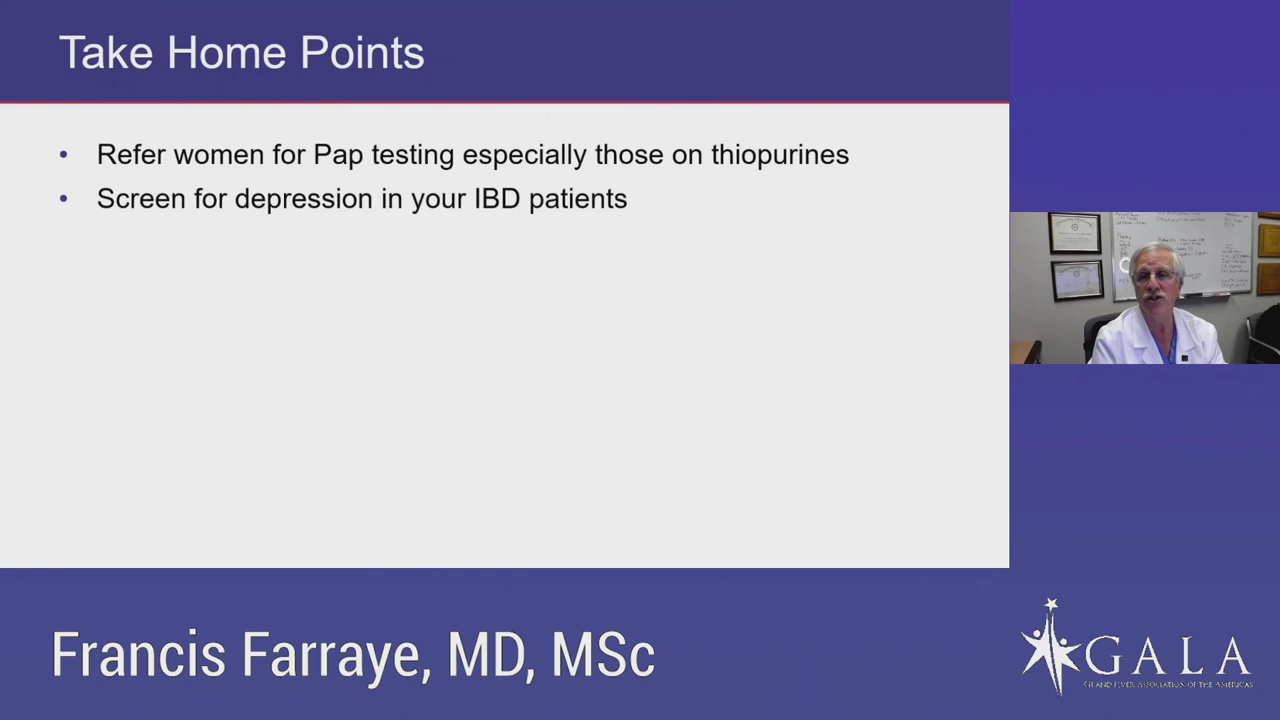 Take Home Points
• Refer women for Pap testing especially those on thiopurines
• Screen for depression in your IBD patients
Francis Farraye, MD, MSc
GALA
GI AND LIVER ASSOCIATION OF THE AMERICAS